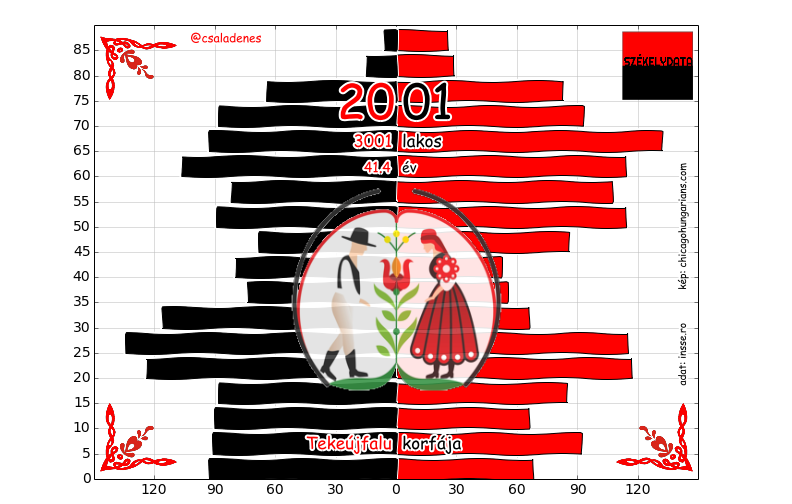 @csaladenes
SZÉKELYDATA
2001
3001 lakos
41,4 év
kép: chicagohungarians.com
adat: insse.ro
Tekeújfalu korfája
85
80
75
70
65
60
55
50
45
40
35
30
25
20
15
10
5
0
120 90 60 30 0 30 60 90 120